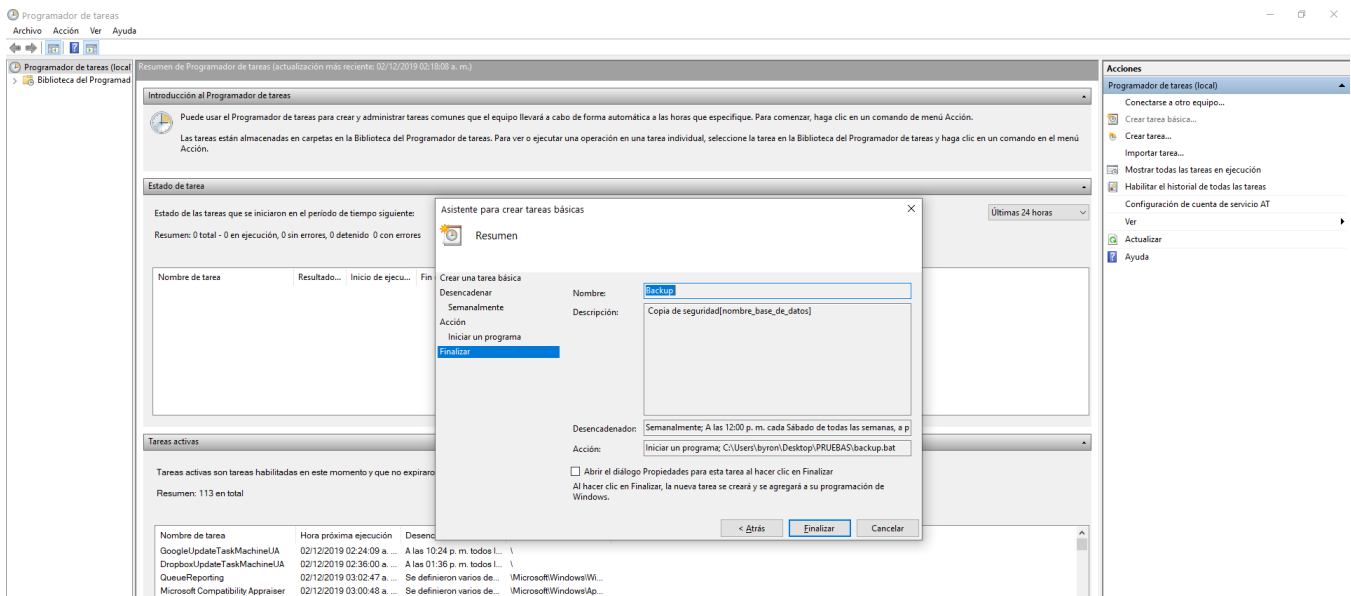 Programador de tareas
Archivo Acción Ver Ayuda
Programador de tareas (local
Biblioteca del Programad
Resumen de Programador de tareas (actualización más reciente: 02/12/2019 02:18:08 a. m.)
Introducción al Programador de tareas
Puede usar el Programador de tareas para crear y administrar tareas comunes que el equipo llevará a cabo de forma automática a las horas que especifique. Para comenzar, haga clic en un comando de menú Acción.
Las tareas están almacenadas en carpetas en la Biblioteca del Programador de tareas. Para ver o ejecutar una operación en una tarea individual, seleccione la tarea en la Biblioteca del Programador de tareas y haga clic en un comando en el menú
Acción.
Estado de tarea
Estado de las tareas que se iniciaron en el período de tiempo siguiente:
Últimas 24 horas
Resumen: 0 total - 0 en ejecución, 0 sin errores, 0 detenido 0 con errores
Nombre de tarea Resultado... Inicio de ejecu... Fin
Tareas activas
Tareas activas son tareas habilitadas en este momento y que no expiraro
Resumen: 113 en total
Nombre de tarea Hora próxima ejecución Desenc
GoogleUpdateTaskMachineUA 02/12/2019 02:24:09 a. ... A las 10:24 p. m. todos l... \
DropboxUpdateTaskMachineUA 02/12/2019 02:36:00 a. ... A las 01:36 p. m. todos l... \
QueueReporting 02/12/2019 03:02:47 a. ... Se definieron varios de... \Microsoft\Windows\Wi...
Microsoft Compatibility Appraiser 02/12/2019 03:00:48 a. ... Se definieron varios de... \Microsoft\Windows\Ap...
Asistente para crear tareas básicas
Resumen
Crear una tarea básica
Desencadenar
Semanalmente
Acción
Iniciar un programa
Finalizar
Nombre: Backup
Descripción: Copia de seguridad[nombre_base_de_datos]
Desencadenador: Semanalmente; A las 12:00 p. m. cada Sábado de todas las semanas, a p
Acción: Iniciar un programa; C:\Users\byron\Desktop\PRUEBAS\backup.bat
Abrir el diálogo Propiedades para esta tarea al hacer clic en Finalizar
Al hacer clic en Finalizar, la nueva tarea se creará y se agregará a su programación de
Windows.
< Atrás Finalizar Cancelar
Acciones
Programador de tareas (local)
Conectarse a otro equipo...
Crear tarea básica...
Crear tarea...
Importar tarea...
Mostrar todas las tareas en ejecución
Habilitar el historial de todas las tareas
Configuración de cuenta de servicio AT
Ver
Actualizar
Ayuda